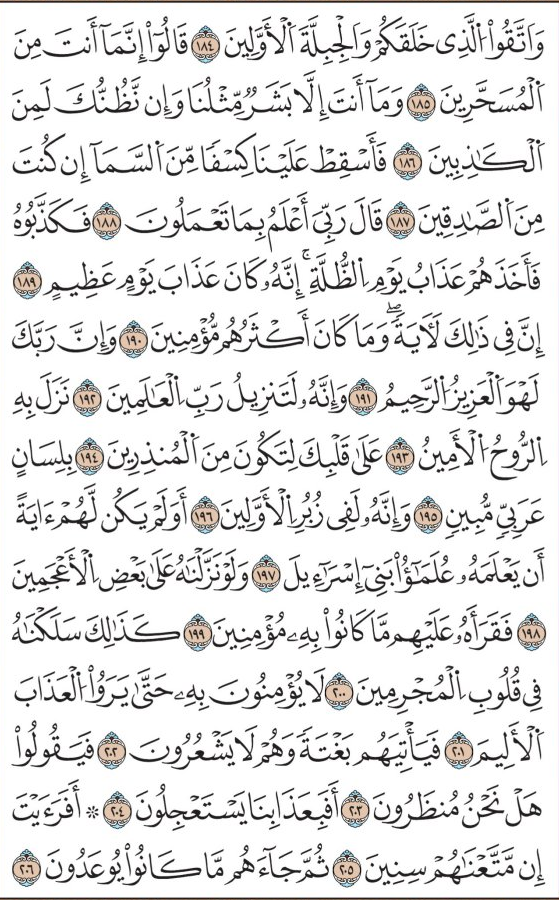 وَاتَّقُوا الَّذِي خَلَقَكُمْ وَالْجِبِلَّةَ الْأَوَّلِينَ ١٨٤ قَالُوا إِنَّمَا أَنتَ مِنَ
الْمُسَحَّرِينَ ١٨٥ وَمَا أَنتَ إِلَّا بَشَرٌ مِّثْلُنَا وَإِن نَّظُنُّكَ لَمِنَ
الْكَاذِبِينَ ١٨٦ فَأَسْقِطْ عَلَيْنَا كِسْفًا مِّنَ السَّمَا إِن كُنتَ
مِنَ الصَّادِقِينَ ١٨٧ قَالَ رَبِّيَ أَعْلَمُ بِمَا تَعْمَلُونَ ١٨٨ فَكَذَّبُوهُ
فَأَخَذَهُمْ عَذَابُ يَوْمِ الظُّلَّةِ ۚ إِنَّهُۥ كَانَ عَذَابَ يَوْمٍ عَظِيمٍ ١٨٩
إِنَّ فِي ذَٰلِكَ لَآيَةً ۖ وَمَا كَانَ أَكْثَرُهُم مُّؤْمِنِينَ ١٩٠ وَإِنَّ رَبَّكَ
لَهْوَ الْعَزِيزُ الرَّحِيمُ ١٩١ وَإِنَّهُۥ لَتَنزِيلُ رَبِّ الْعَالَمِينَ ١٩٢ نَزَلَ بِهِ
الرُّوحُ الْأَمِينُ ١٩٣ عَلَىٰ قَلْبِكَ لِتَكُونَ مِنَ الْمُنذِرِينَ ١٩٤ بِلِسَانٍ
عَرَبِيٍّ مُّبِينٍ ١٩٥ وَإِنَّهُۥ لَفِي زُبُرِ الْأَوَّلِينَ ١٩٦ أَوَلَمْ يَكُن لَّهُمْ ءَايَةً
أَن يَعْلَمَهُۥ عُلَمَٰٓؤُا بَنِي إِسْرَاءِيلَ ١٩٧ وَلَوْ نَزَّلْنَاهُ عَلَىٰ بَعْضِ الْأَعْجَمِينَ
١٩٨ فَقَرَأَهُۥ عَلَيْهِم مَّا كَانُوا بِهِۦ مُؤْمِنِينَ ١٩٩ كَذَٰلِكَ سَلَكْنَاهُ
فِي قُلُوبِ الْمُجْرِمِينَ ٢٠٠ لَا يُؤْمِنُونَ بِهِۦ حَتَّىٰ يَرَوُا الْعَذَابَ
الْأَلِيمَ ٢٠١ فَيَأْتِيَهُم بَغْتَةً وَهُمْ لَا يَشْعُرُونَ ٢٠٢ فَيَقُولُوا
هَلْ نَحْنُ مُنظَرُونَ ٢٠٣ أَفَبِعَذَابِنَا يَسْتَعْجِلُونَ ٢٠٤ * أَفَرَءَيْتَ
إِن مَّتَّعْنَاهُمْ سِنِينَ ٢٠٥ ثُمَّ جَاءَهُم مَّا كَانُوا يُوعَدُونَ ٢٠٦